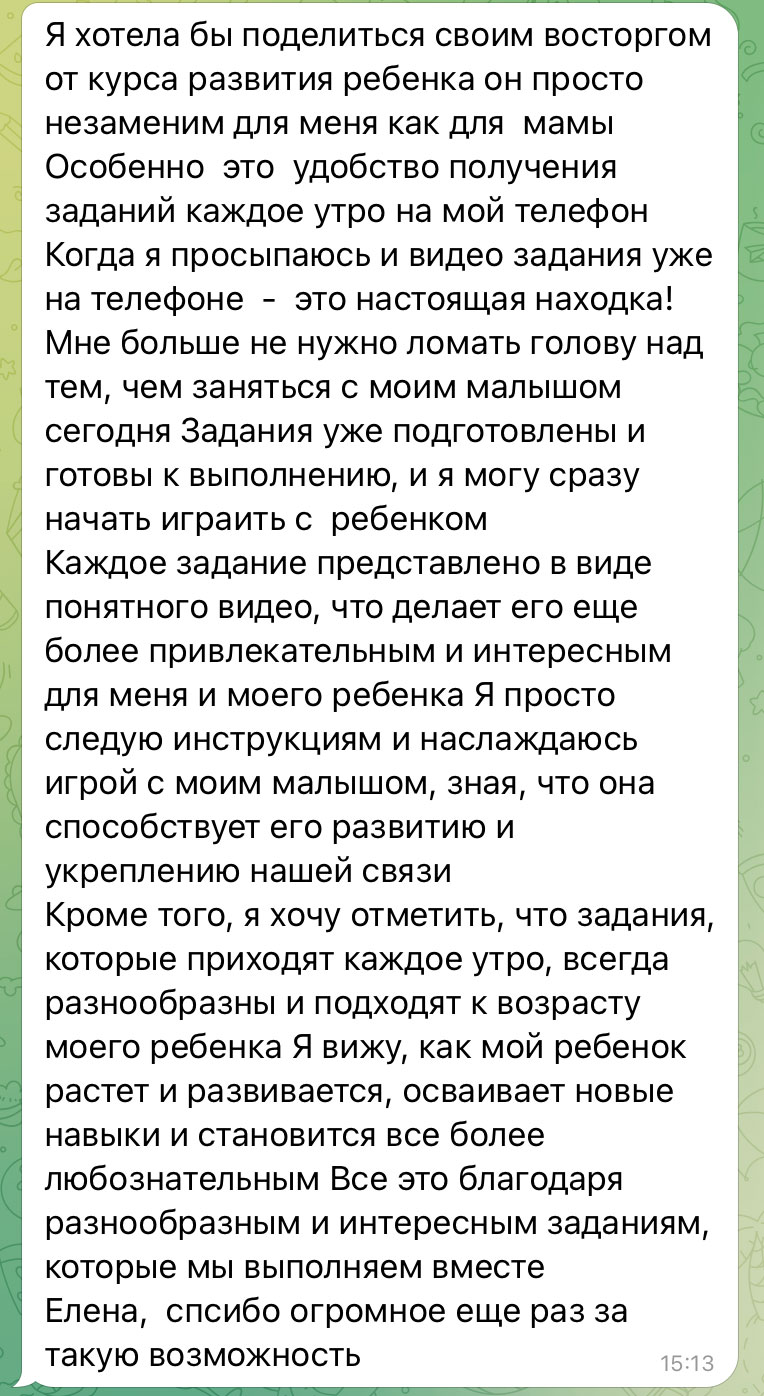 Я хотела бы поделиться своим восторгом
от курса развития ребенка он просто
незаменим для меня как для  мамы
Особенно  это  удобство получения
заданий каждое утро на мой телефон
Когда я просыпаюсь и видео задания уже
на телефоне  -  это настоящая находка!
Мне больше не нужно ломать голову над
тем, чем заняться с моим малышом
сегодня Задания уже подготовлены и
готовы к выполнению, и я могу сразу
начать играить с  ребенком
Каждое задание представлено в виде
понятного видео, что делает его еще
более привлекательным и интересным
для меня и моего ребенка Я просто
следую инструкциям и наслаждаюсь
игрой с моим малышом, зная, что она
способствует его развитию и
укреплению нашей связи
Кроме того, я хочу отметить, что задания,
которые приходят каждое утро, всегда
разнообразны и подходят к возрасту
моего ребенка Я вижу, как мой ребенок
растет и развивается, осваивает новые
навыки и становится все более
любознательным Все это благодаря
разнообразным и интересным заданиям,
которые мы выполняем вместе
Елена,  спсибо огромное еще раз за
такую возможность
15:13